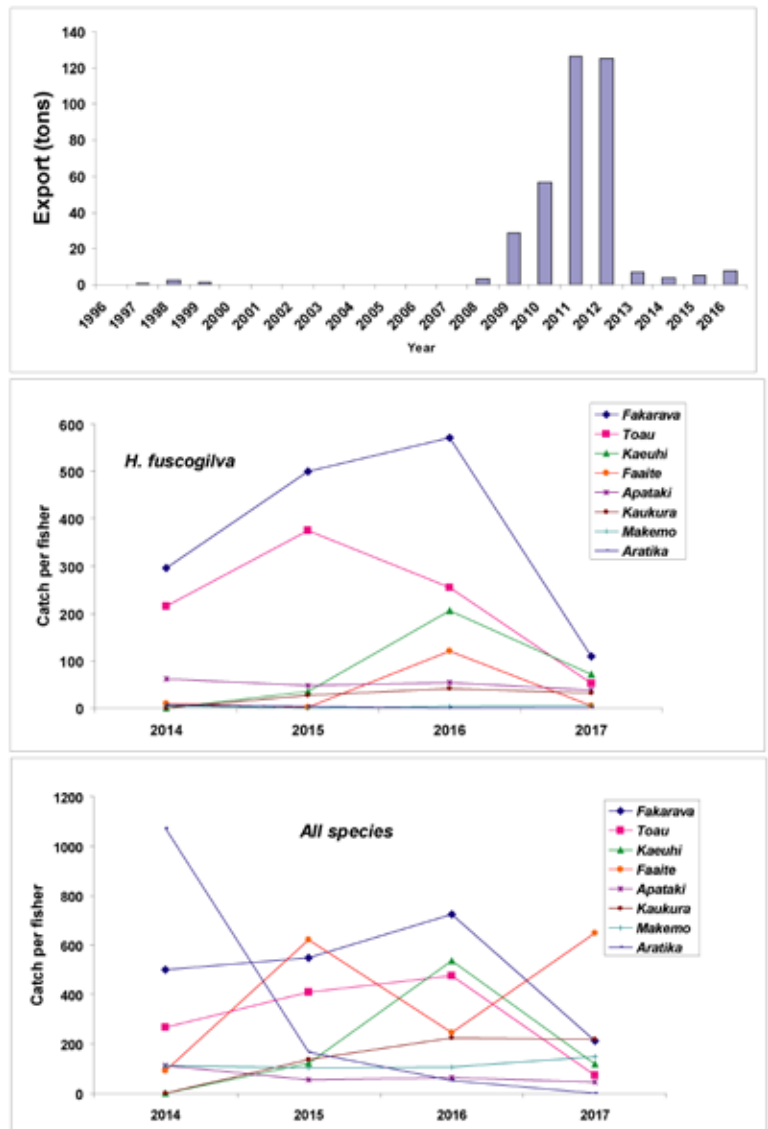 140
120
100
80
60
40
20
0
Export (tons)
1996 1997 1998 1999 2000 2001 2002 2003 2004 2005 2006 2007 2008 2009 2010 2011 2012 2013 2014 2015 2016
Year
H. fuscogilva
600
500
400
300
200
100
0
Catch per fisher
2014 2015 2016 2017
Fakarava
Toau
Kaeuhi
Faaite
Apataki
Kaukura
Makemo
Aratika
All species
1200
1000
800
600
400
200
0
Catch per fisher
2014 2015 2016 2017
Fakarava
Toau
Kaeuhi
Faaite
Apataki
Kaukura
Makemo
Aratika